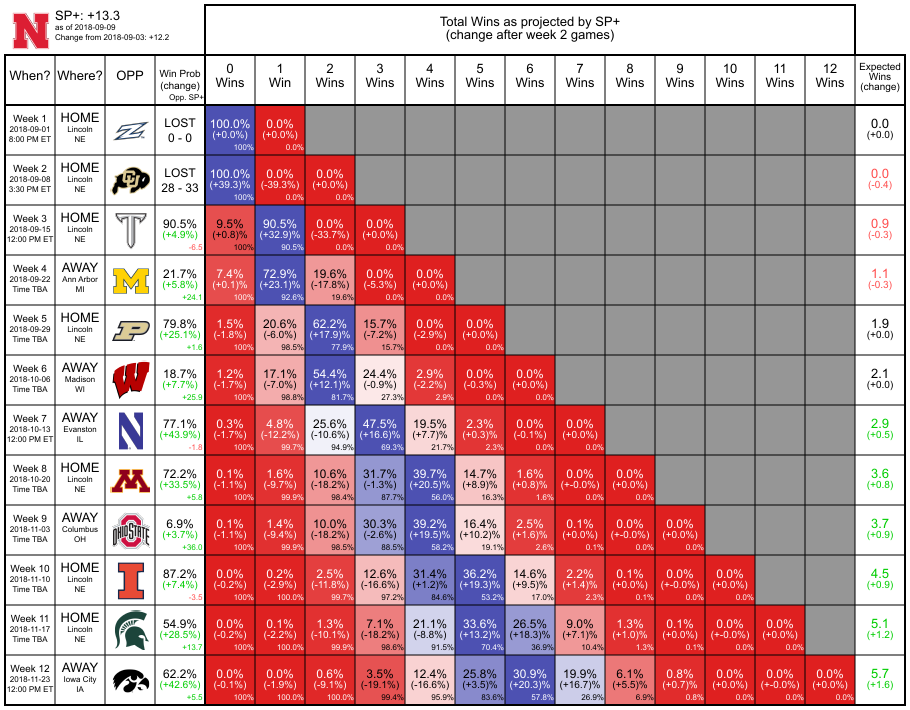 N
SP+: +13.3
as of 2018-09-09
Change from 2018-09-03: +12.2
Total Wins as projected by SP+
(change after week 2 games)
When? Where? OPP Win Prob (change) Opp. SP+ 0 Wins 1 Win 2 Wins 3 Wins 4 Wins 5 Wins 6 Wins 7 Wins 8 Wins 9 Wins 10 Wins 11 Wins 12 Wins Expected Wins (change)
Week 1 HOME LOST 100.0% 0.0% 0.0
2018-09-01 Lincoln Z 0 - 0 (+0.0%) (+0.0%) (+0.0)
8:00 PM ET NE 100% 0.0%
Week 2 HOME LOST 100.0% 0.0% 0.0% 0.0
2018-09-08 Lincoln CU 28 - 33 (+39.3)% (-39.3%) (+0.0%) (-0.4)
3:30 PM ET NE 100% 0.0% 0.0%
Week 3 HOME 90.5% 9.5% 90.5% 0.0% 0.0% 0.9
2018-09-15 Lincoln T (+4.9%) (+0.8)% (+32.9)% (-33.7%) (+0.0%) (-0.3)
12:00 PM ET NE -6.5 100% 90.5% 0.0% 0.0%
Week 4 AWAY 21.7% 7.4% 72.9% 19.6% 0.0% 0.0% 1.1
2018-09-22 Ann Arbor M (+5.8%) (+0.1)% (+23.1)% (-17.8%) (-5.3%) (+0.0%) (-0.3)
Time TBA MI +24.1 100% 92.6% 19.6% 0.0% 0.0%
Week 5 HOME 79.8% 1.5% 20.6% 62.2% 15.7% 0.0% 0.0% 1.9
2018-09-29 Lincoln P (+25.1%) (-1.8%) (-6.0%) (+17.9)% (-7.2%) (-2.9%) (+0.0%) (+0.0)
Time TBA NE +1.6 100% 98.5% 77.9% 15.7% 0.0% 0.0%
Week 6 AWAY 18.7% 1.2% 17.1% 54.4% 24.4% 2.9% 0.0% 0.0% 2.1
2018-10-06 Madison W (+7.7%) (-1.7%) (-7.0%) (+12.1)% (-0.9%) (-2.2%) (-0.3%) (+0.0%) (+0.0)
Time TBA WI +25.9 100% 98.8% 81.7% 27.3% 2.9% 0.0% 0.0%
Week 7 AWAY 77.1% 0.3% 4.8% 25.6% 47.5% 19.5% 2.3% 0.0% 0.0% 2.9
2018-10-13 Evanston N (+43.9%) (-1.7%) (-12.2%) (-10.6%) (+16.6)% (+7.7)% (+0.3)% (-0.1%) (+0.0%) (+0.5)
12:00 PM ET IL -1.8 100% 99.7% 94.9% 69.3% 21.7% 2.3% 0.0% 0.0%
Week 8 HOME 72.2% 0.1% 1.6% 10.6% 31.7% 39.7% 14.7% 1.6% 0.0% 0.0% 3.6
2018-10-20 Lincoln M (+33.5%) (-1.1%) (-9.7%) (-18.2%) (-1.3%) (+20.5)% (+8.9)% (+0.8)% (+-0.0%) (+0.0%) (+0.8)
Time TBA NE +5.8 100% 99.9% 98.4% 87.7% 56.0% 16.3% 1.6% 0.0% 0.0%
Week 9 AWAY 6.9% 0.1% 1.4% 10.0% 30.3% 39.2% 16.4% 2.5% 0.1% 0.0% 0.0% 3.7
2018-11-03 Columbus OHIO STATE (+3.7%) (-1.1%) (-9.4%) (-18.2%) (-2.6%) (+19.5)% (+10.2)% (+1.6)% (+0.0)% (-0.0%) (+0.0%) (+0.9)
Time TBA OH +36.0 100% 99.9% 98.5% 88.5% 58.2% 19.1% 2.6% 0.1% 0.0% 0.0%
Week 10 HOME 87.2% 0.0% 0.2% 2.5% 12.6% 31.4% 36.2% 14.6% 2.2% 0.1% 0.0% 0.0% 4.5
2018-11-10 Lincoln I (+7.4%) (-0.2%) (-2.9%) (-11.8%) (-16.6%) (+1.2)% (+19.3)% (+9.5)% (+1.4)% (+0.0)% (-0.0%) (+0.0%) (+0.9)
Time TBA NE -3.5 100% 100.0% 99.7% 97.2% 84.6% 53.2% 17.0% 2.3% 0.1% 0.0% 0.0%
Week 11 HOME 54.9% 0.0% 0.1% 1.3% 7.1% 21.1% 33.6% 26.5% 9.0% 1.3% 0.1% 0.0% 0.0% 5.1
2018-11-17 Lincoln (+28.5%) (-0.2%) (-2.2%) (-10.1%) (-18.2%) (-8.8%) (+13.2)% (+18.3)% (+7.1)% (+1.0)% (+0.0)% (+-0.0%) (+0.0%) (+1.2)
Time TBA NE +13.7 100% 100.0% 99.9% 98.6% 91.5% 70.4% 36.9% 10.4% 1.3% 0.1% 0.0% 0.0%
Week 12 AWAY 62.2% 0.0% 0.0% 0.6% 3.5% 12.4% 25.8% 30.9% 19.9% 6.1% 0.8% 0.0% 0.0% 0.0% 5.7
2018-11-23 Iowa City (+42.6%) (-0.1%) (-1.9%) (-9.1%) (-19.1%) (-16.6%) (+3.5)% (+20.3)% (+16.7)% (+5.5)% (+0.7)% (+0.0)% (+0.0%) (+0.0%) (+1.6)
12:00 PM ET IA +5.5 100% 100.0% 100.0% 99.4% 95.9% 83.6% 57.8% 26.9% 6.9% 0.8% 0.0% 0.0% 0.0%